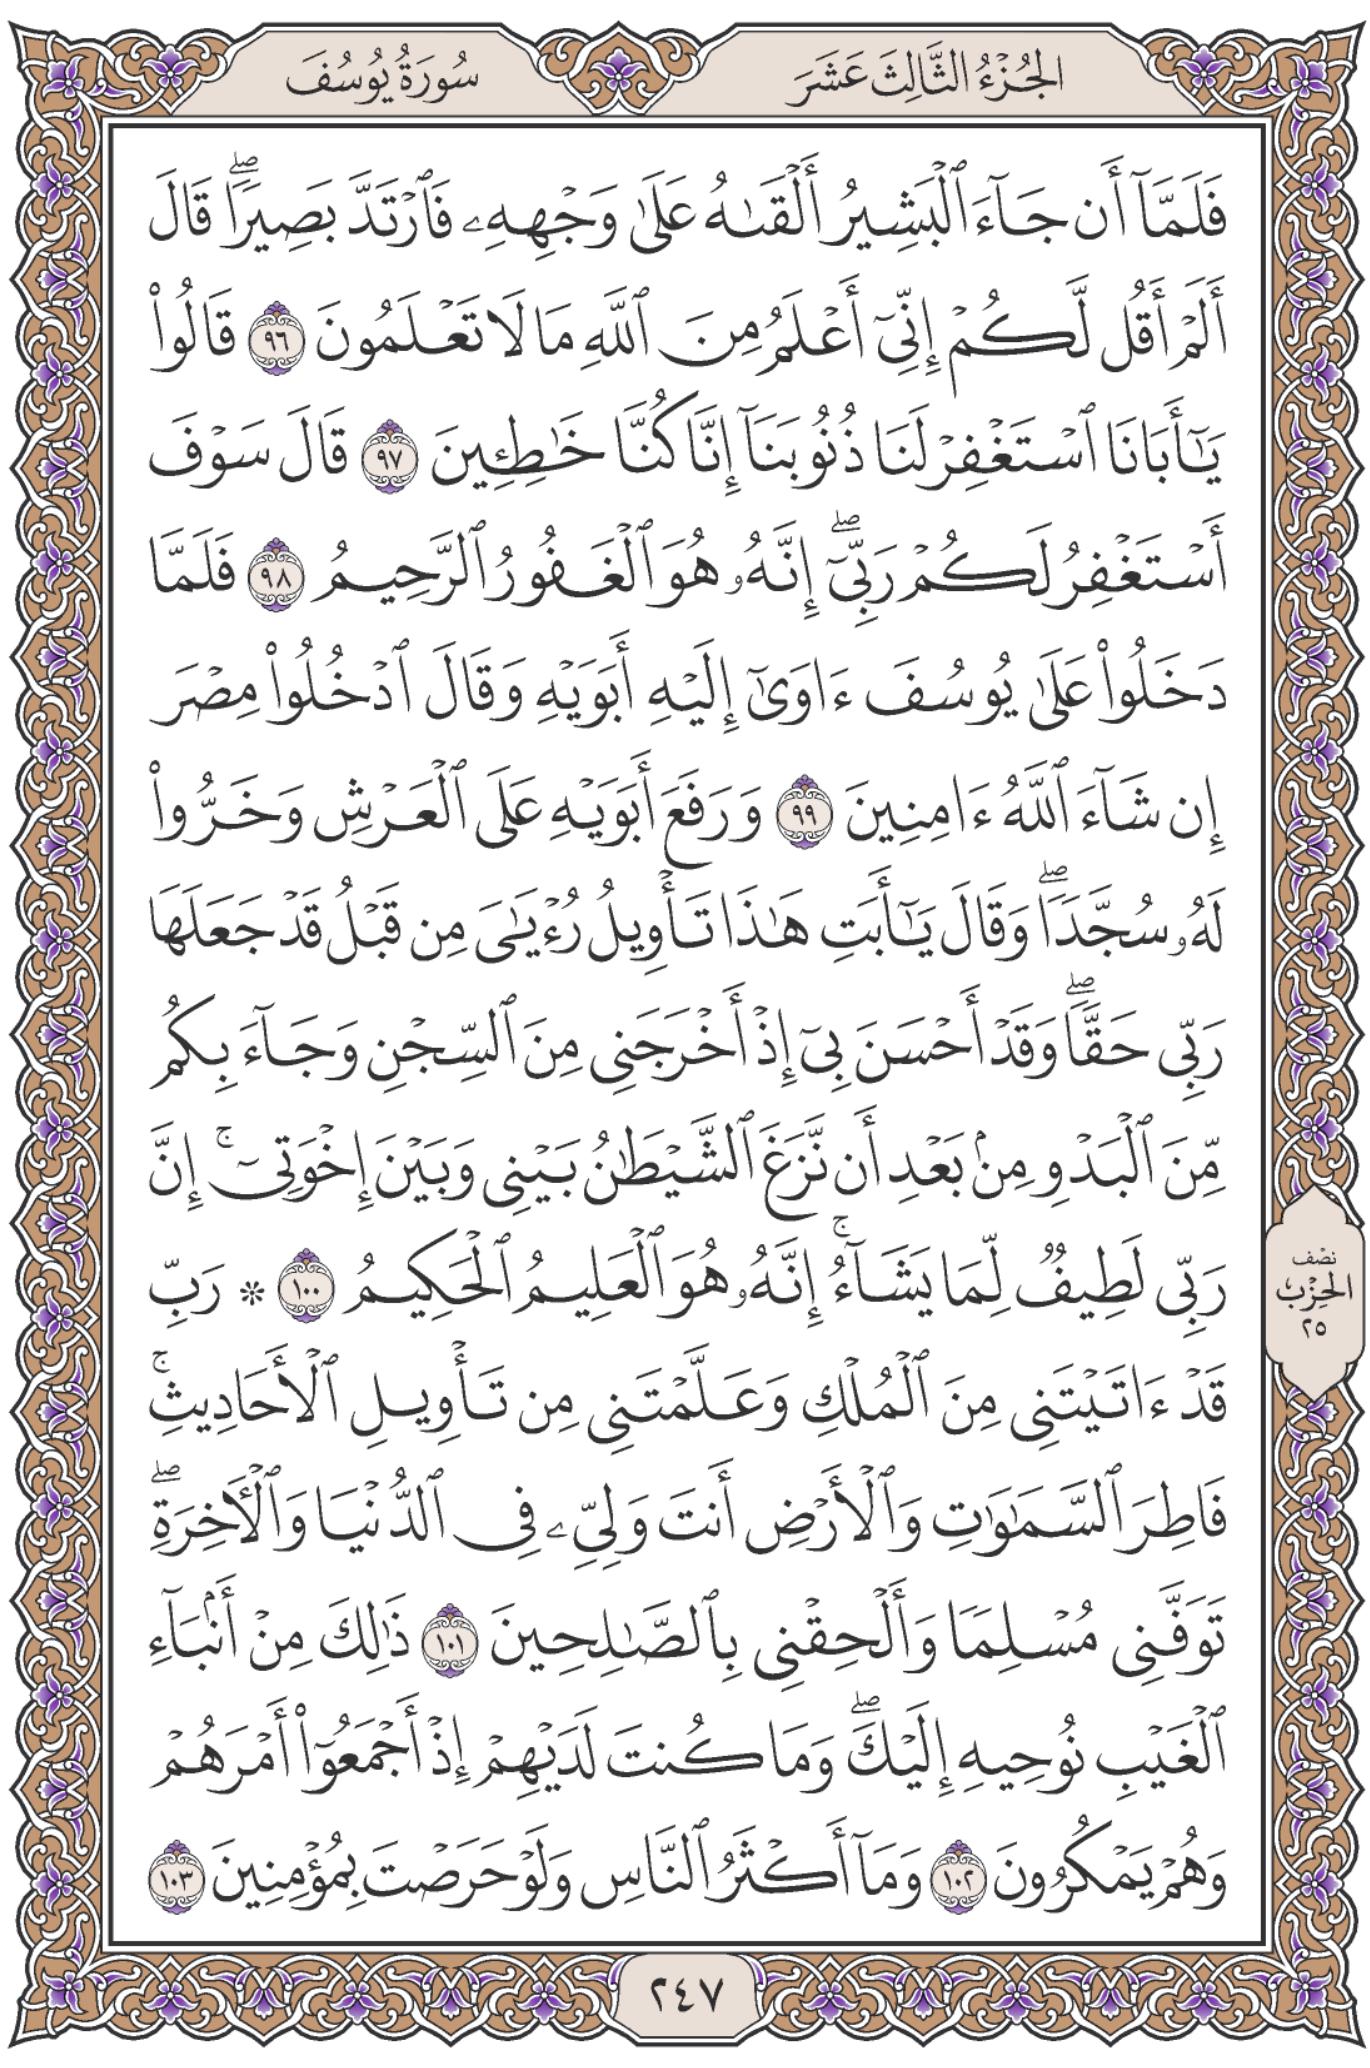 الجُزْءُ الثَّالِثَ عَشَرَ
سُورَةُ يُوسُفَ
فَلَمَّآ أَن جَآءَ ٱلْبَشِيرُ أَلْقَىٰهُ عَلَىٰ وَجْهِهِۦ فَٱرْتَدَّ بَصِيرًاۖ قَالَ
أَلَمْ أَقُل لَّكُمْ إِنِّىٓ أَعْلَمُ مِنَ ٱللَّهِ مَا لَا تَعْلَمُونَ ٩٦ قَالُوا۟
يَٰٓأَبَانَا ٱسْتَغْفِرْ لَنَا ذُنُوبَنَآ إِنَّا كُنَّا خَٰطِـِٔينَ ٩٧ قَالَ سَوْفَ
أَسْتَغْفِرُ لَكُمْ رَبِّىٓۖ إِنَّهُۥ هُوَ ٱلْغَفُورُ ٱلرَّحِيمُ ٩٨ فَلَمَّا
دَخَلُوا۟ عَلَىٰ يُوسُفَ ءَاوَىٰٓ إِلَيْهِ أَبَوَيْهِ وَقَالَ ٱدْخُلُوا۟ مِصْرَ
إِن شَآءَ ٱللَّهُ ءَامِنِينَ ٩٩ وَرَفَعَ أَبَوَيْهِ عَلَى ٱلْعَرْشِ وَخَرُّوا۟
لَهُۥ سُجَّدًاۖ وَقَالَ يَٰٓأَبَتِ هَٰذَا تَأْوِيلُ رُءْيَٰىَ مِن قَبْلُ قَدْ جَعَلَهَا
رَبِّى حَقًّاۖ وَقَدْ أَحْسَنَ بِىٓ إِذْ أَخْرَجَنِى مِنَ ٱلسِّجْنِ وَجَآءَ بِكُم
مِّنَ ٱلْبَدْوِ مِنۢ بَعْدِ أَن نَّزَغَ ٱلشَّيْطَٰنُ بَيْنِى وَبَيْنَ إِخْوَتِىٓۚ إِنَّ
رَبِّى لَطِيفٌ لِّمَا يَشَآءُۚ إِنَّهُۥ هُوَ ٱلْعَلِيمُ ٱلْحَكِيمُ ١٠٠ * رَبِّ
قَدْ ءَاتَيْتَنِى مِنَ ٱلْمُلْكِ وَعَلَّمْتَنِى مِن تَأْوِيلِ ٱلْأَحَادِيثِۚ
فَاطِرَ ٱلسَّمَٰوَٰتِ وَٱلْأَرْضِ أَنتَ وَلِىِّۦ فِى ٱلدُّنْيَا وَٱلْءَاخِرَةِۖ
تَوَفَّنِى مُسْلِمًا وَأَلْحِقْنِى بِٱلصَّٰلِحِينَ ١٠١ ذَٰلِكَ مِنْ أَنۢبَآءِ
ٱلْغَيْبِ نُوحِيهِ إِلَيْكَۖ وَمَا كُنتَ لَدَيْهِمْ إِذْ أَجْمَعُوٓا۟ أَمْرَهُمْ
وَهُمْ يَمْكُرُونَ ١٠٢ وَمَآ أَكْثَرُ ٱلنَّاسِ وَلَوْ حَرَصْتَ بِمُؤْمِنِينَ ١٠٣
نِصْف
الحِزْب
٢٥
٢٤٧